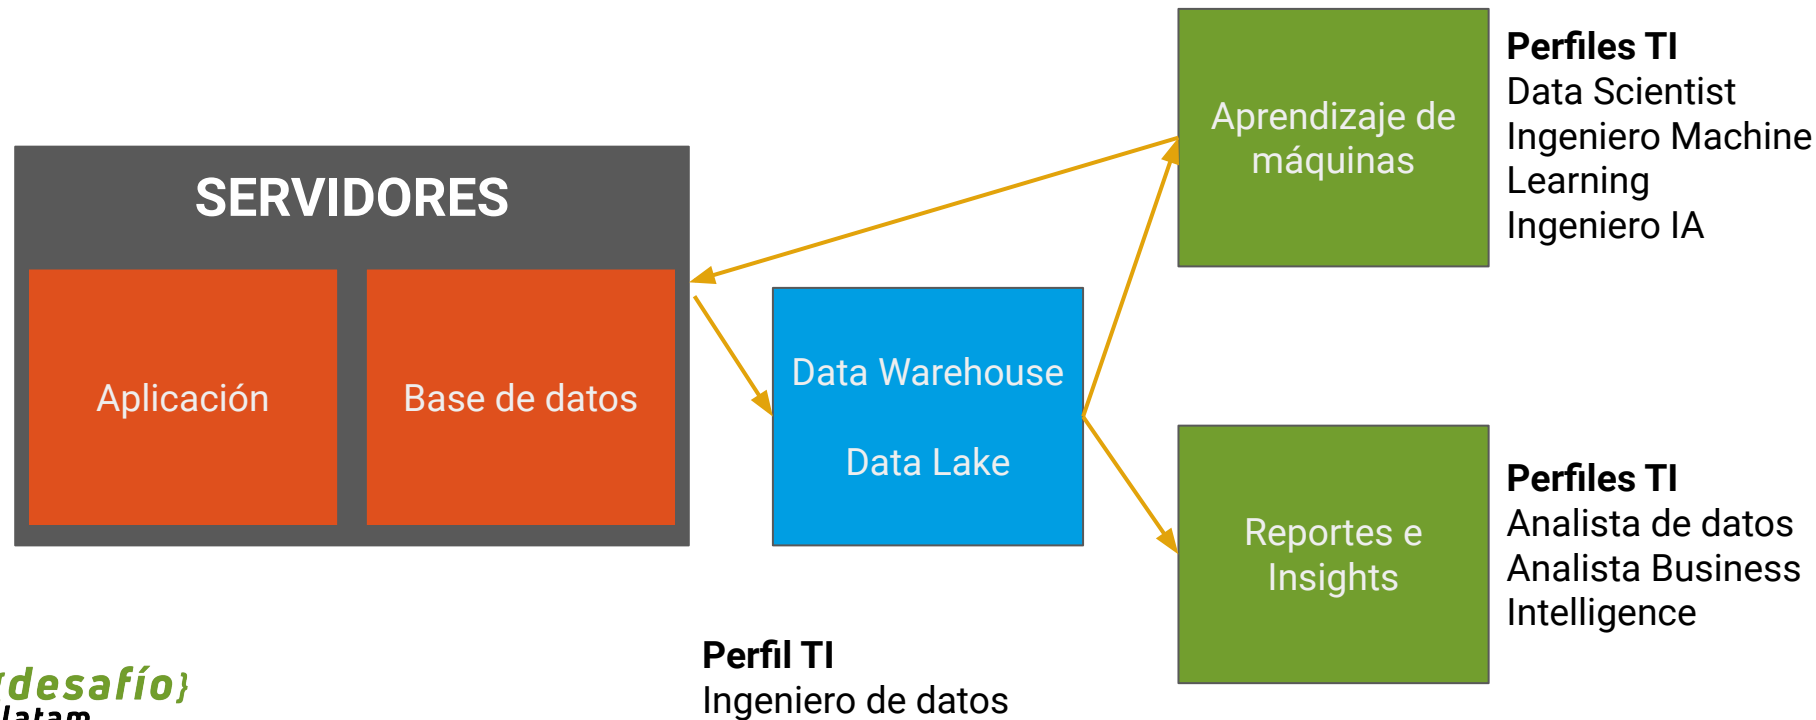 SERVIDORES
Aplicación
Base de datos
Data Warehouse
Data Lake
Aprendizaje de
máquinas
Perfiles TI
Data Scientist
Ingeniero Machine
Learning
Ingeniero IA
Reportes e
Insights
Perfiles TI
Analista de datos
Analista Business
Intelligence
Perfil TI
Ingeniero de datos
{desafío}
latam